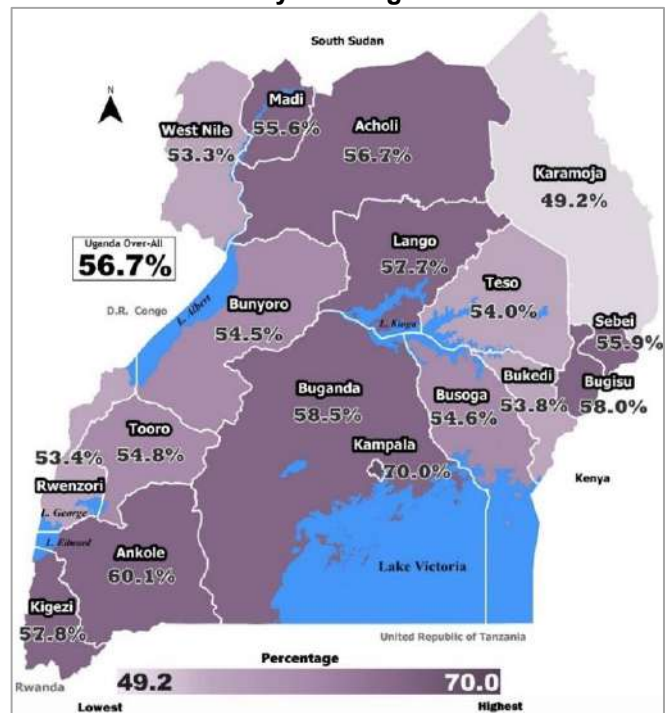 South Sudan
N
Madi
55.6%
West Nile
53.3%
Acholi
56.7%
Karamoja
49.2%
Uganda Over-All
56.7%
Lango
57.7%
Teso
54.0%
D.R. Congo
L. Albert
Bunyoro
54.5%
L. Kioga
Sebei
55.9%
Bukedi
53.8%
Bugisu
58.0%
Buganda
58.5%
Busoga
54.6%
Tooro
54.8%
Kampala
70.0%
53.4%
Rwenzori
Kenya
L. George
L. Edward
Ankole
60.1%
Lake Victoria
Kigezi
57.8%
United Republic of Tanzania
Percentage
49.2
70.0
Rwanda
Lowest
Highest